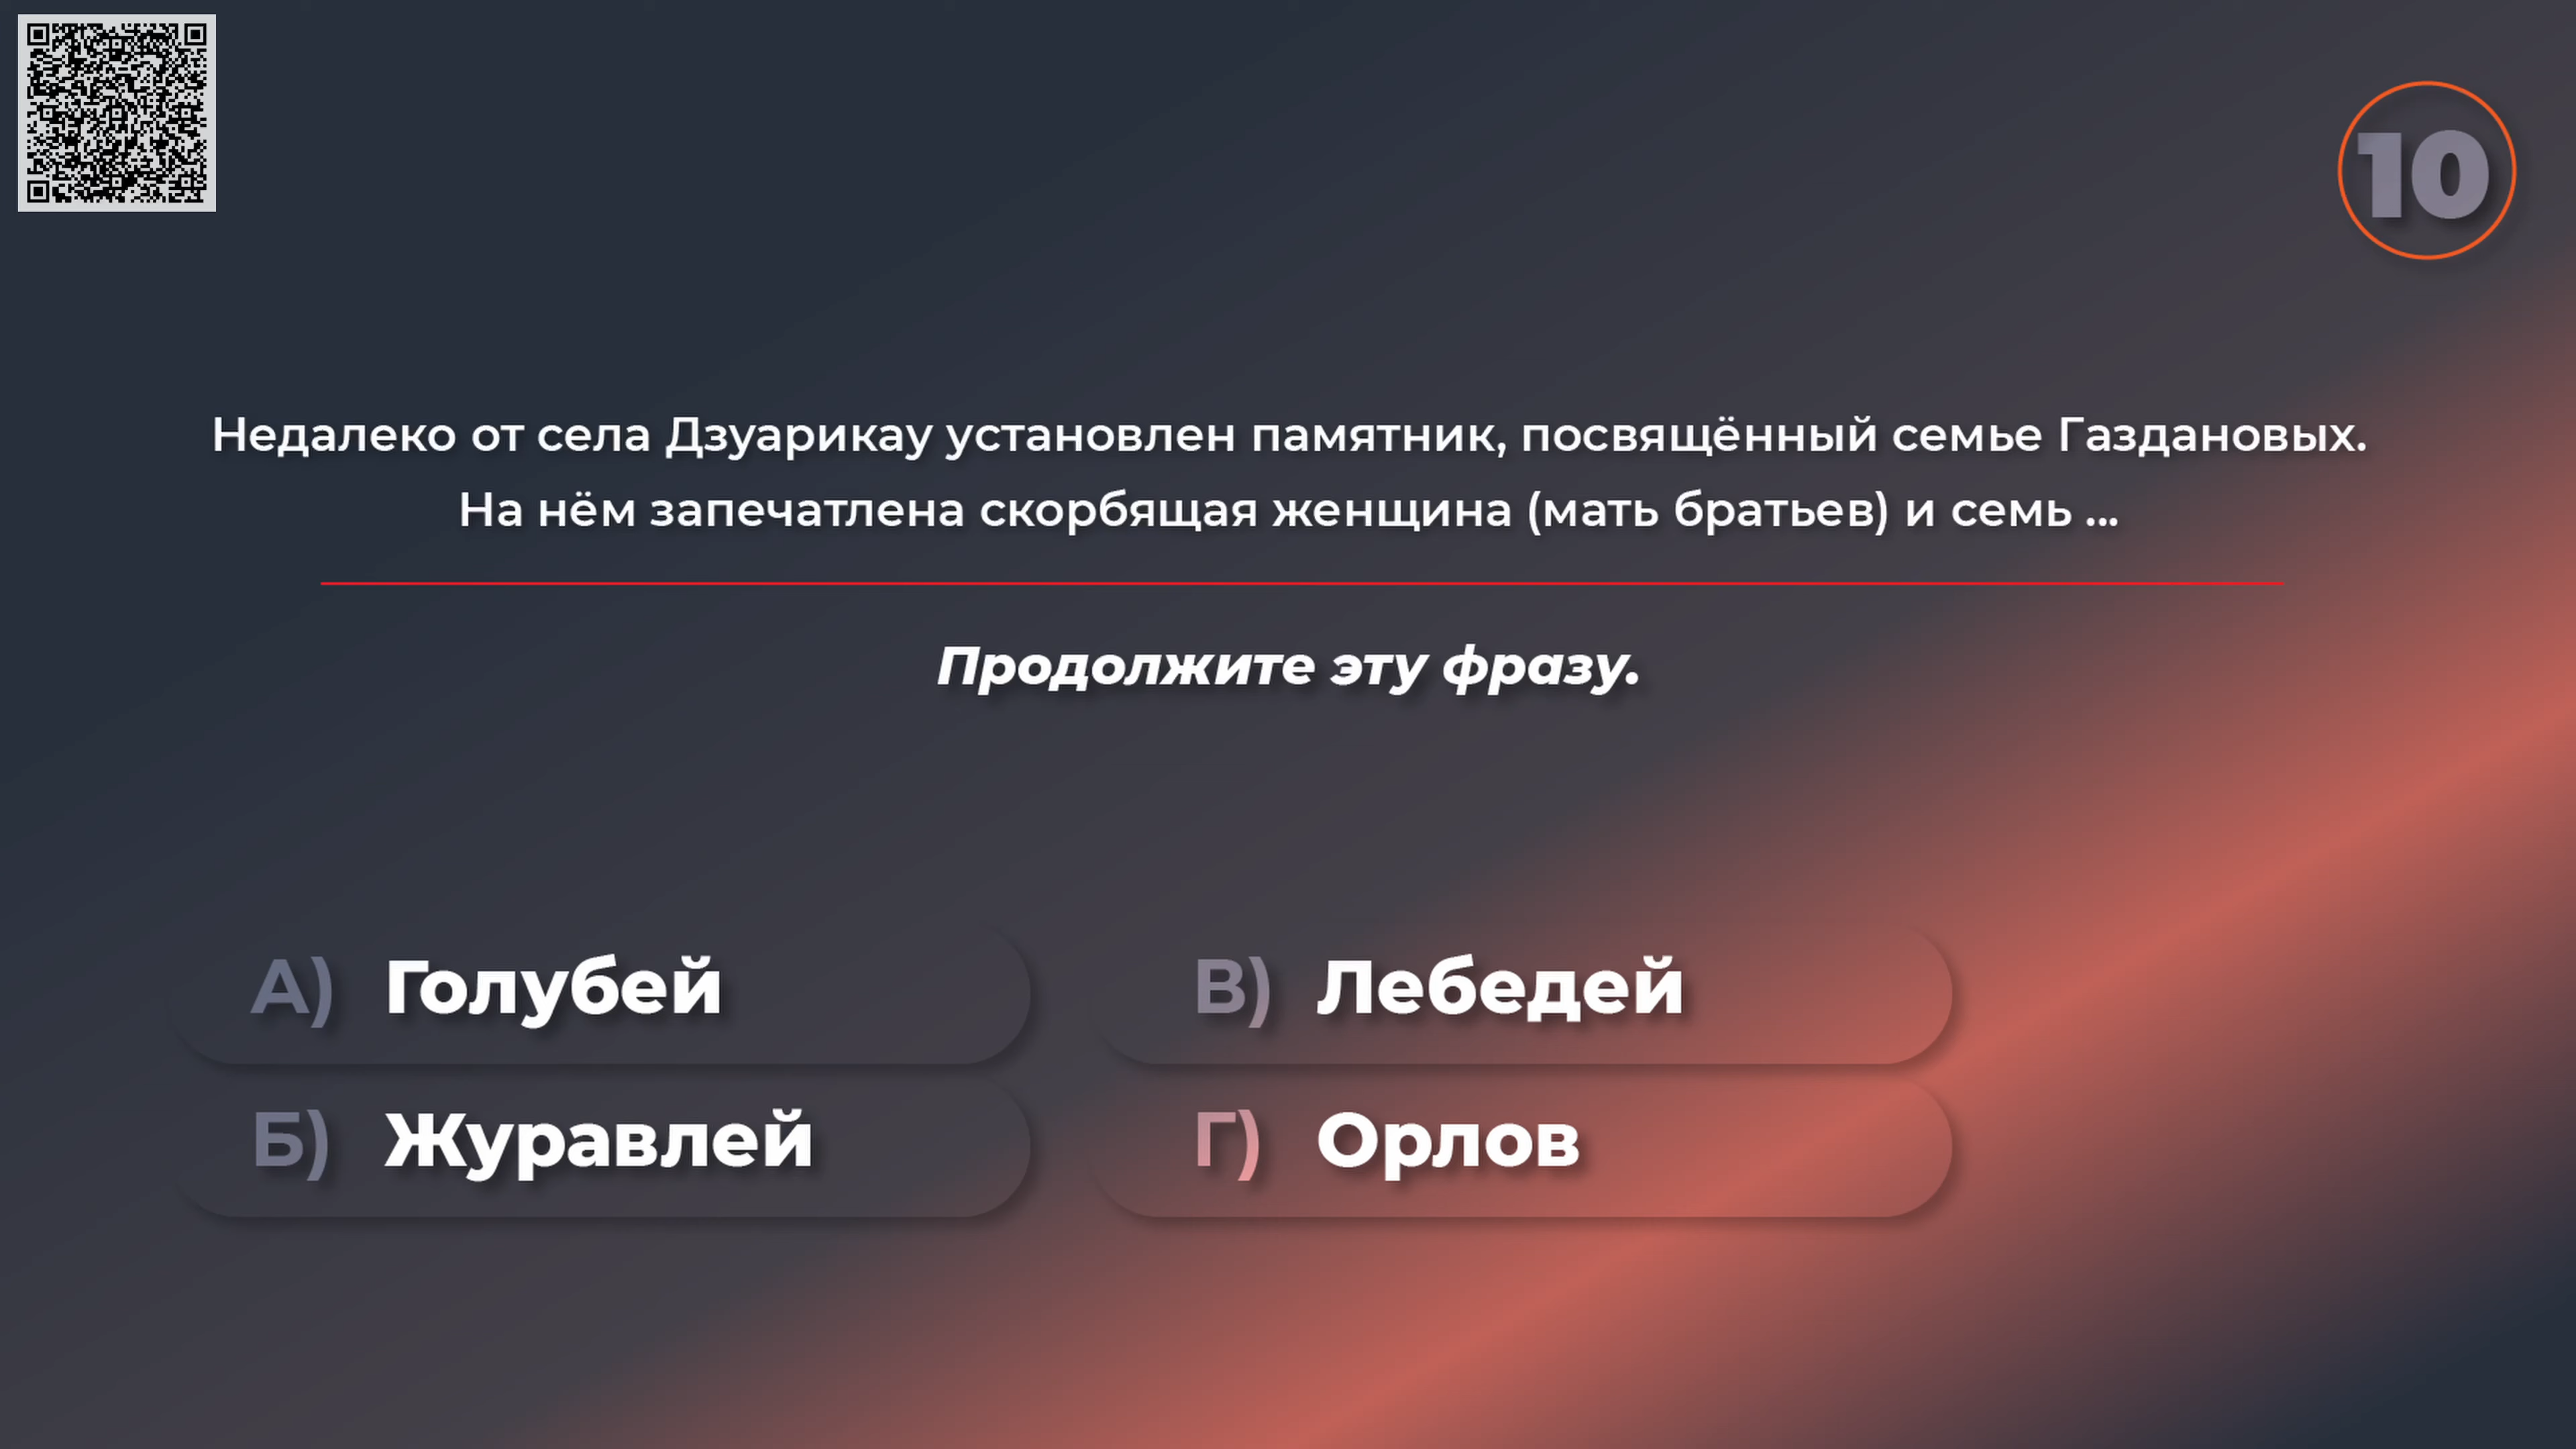 10
Недалеко от села Дзуарикау установлен памятник, посвящённый семье Газдановых.
На нём запечатлена скорбящая женщина (мать братьев) и семь ...
Продолжите эту фразу.
А) Голубей
В) Лебедей
Б) Журавлей
Г) Орлов